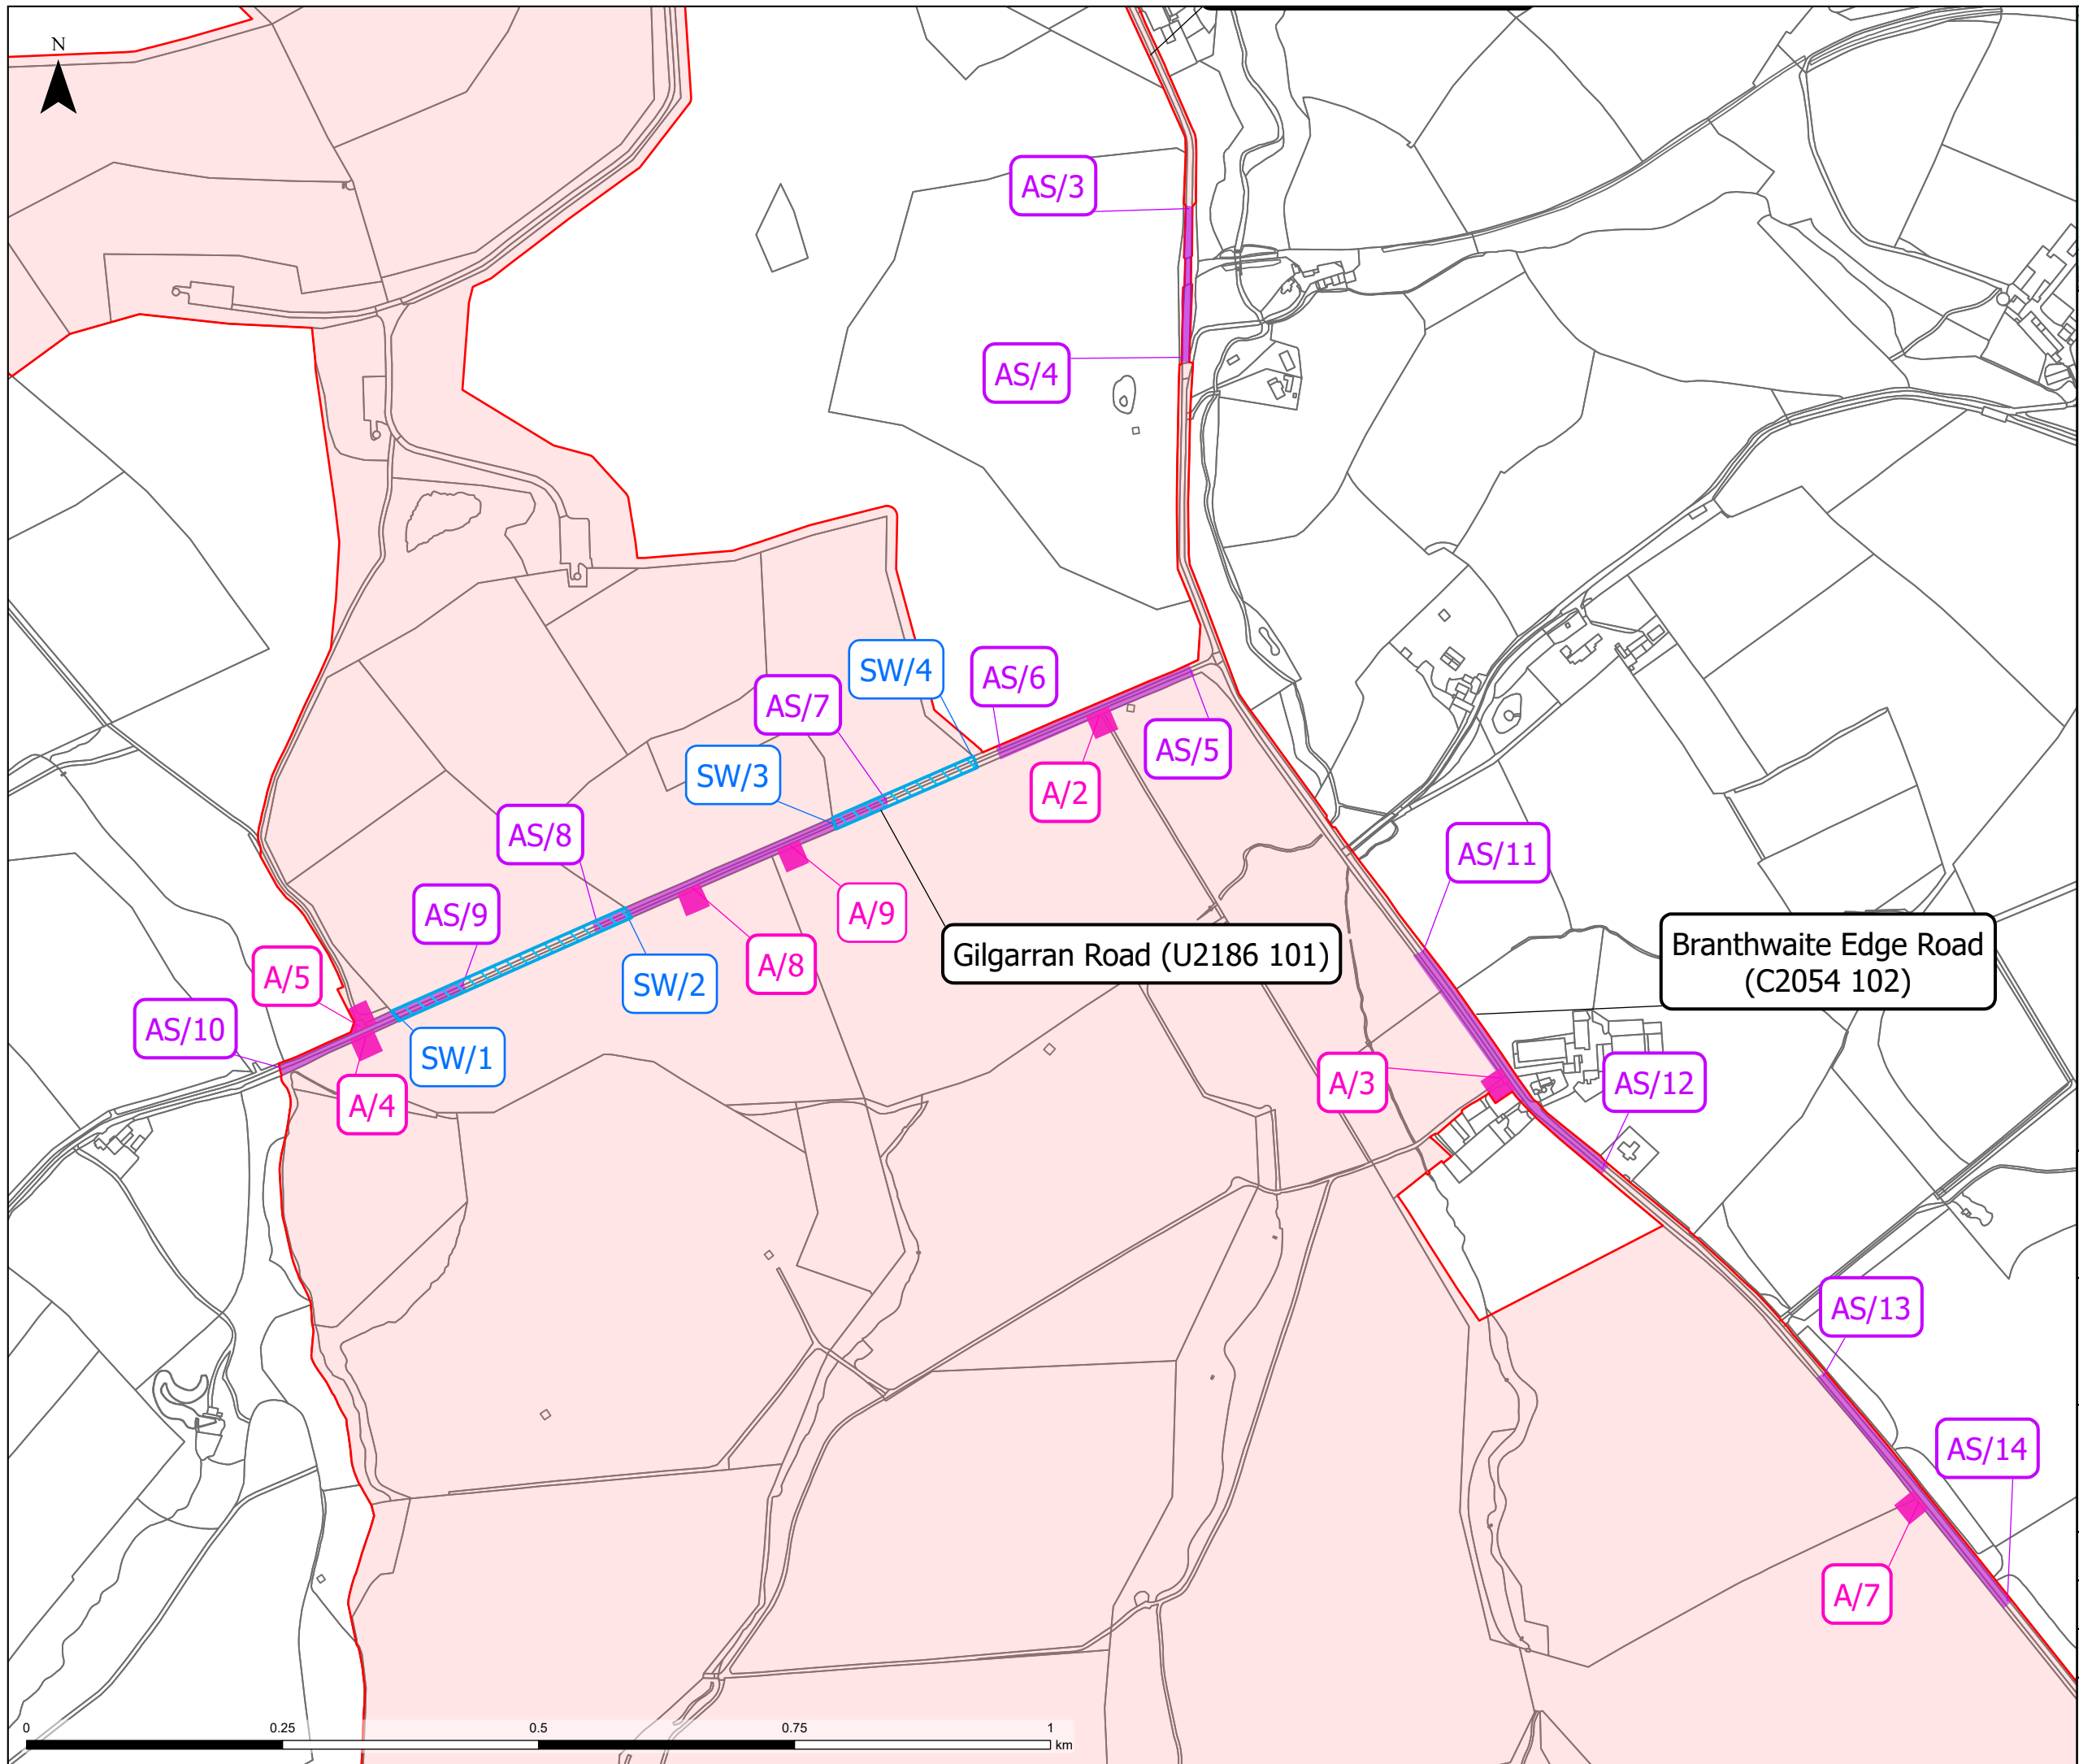 N
AS/3
AS/4
SW/4
AS/6
AS/7
AS/5
SW/3
A/2
AS/8
AS/11
AS/9
A/9
Branthwaite Edge Road
(C2054 102)
Gilgarran Road (U2186 101)
A/8
A/5
SW/2
AS/10
SW/1
A/3
AS/12
A/4
AS/13
AS/14
A/7
0 0.25 0.5 0.75 1
km